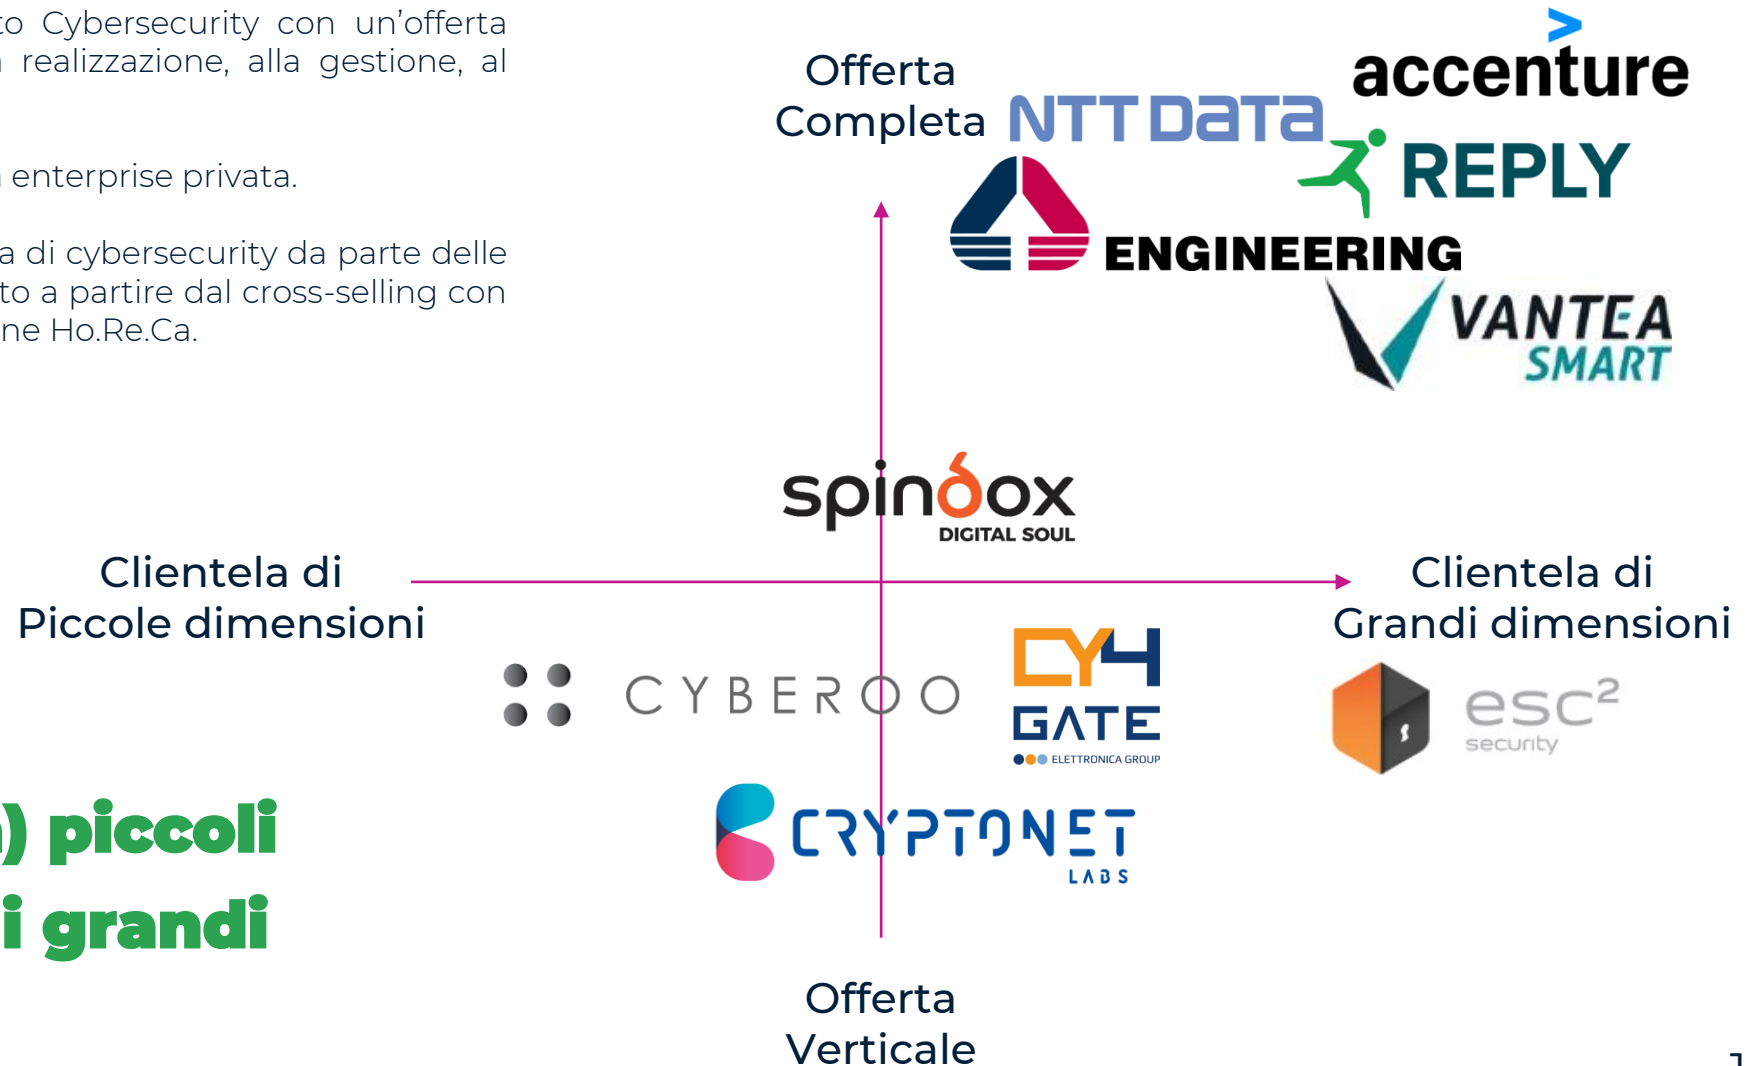 to Cybersecurity con un’offerta
realizzazione, alla gestione, al
enterprise privata.
a di cybersecurity da parte delle
to a partire dal cross-selling con
ne Ho.Re.Ca.
) piccoli
i grandi
Offerta
Completa
>
accenture
NTT DATA
REPLY
ENGINEERING
VANTEA
SMART
spindox
DIGITAL SOUL
Clientela di
Piccole dimensioni
Clientela di
Grandi dimensioni
CYBEROO
CY4
GATE
ELETTRONICA GROUP
esc²
security
CRYPTONET
LABS
Offerta
Verticale